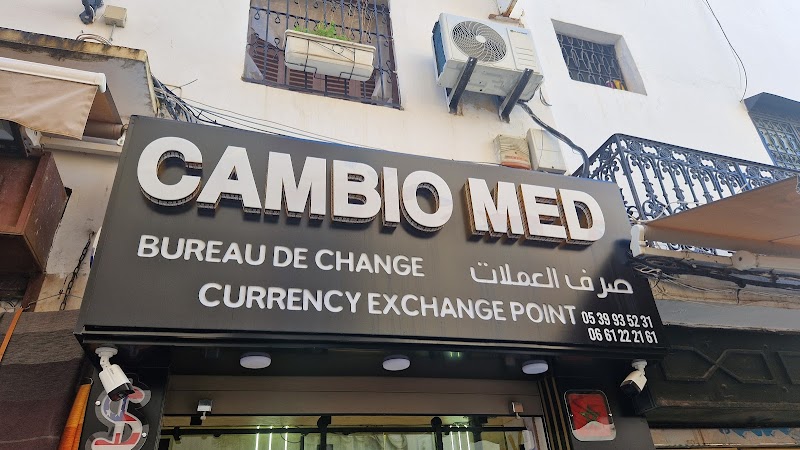 CAMBIO MED
BUREAU DE CHANGE صرف العملات
CURRENCY EXCHANGE POINT 05 39 93 52 31
06 61 22 21 61
$